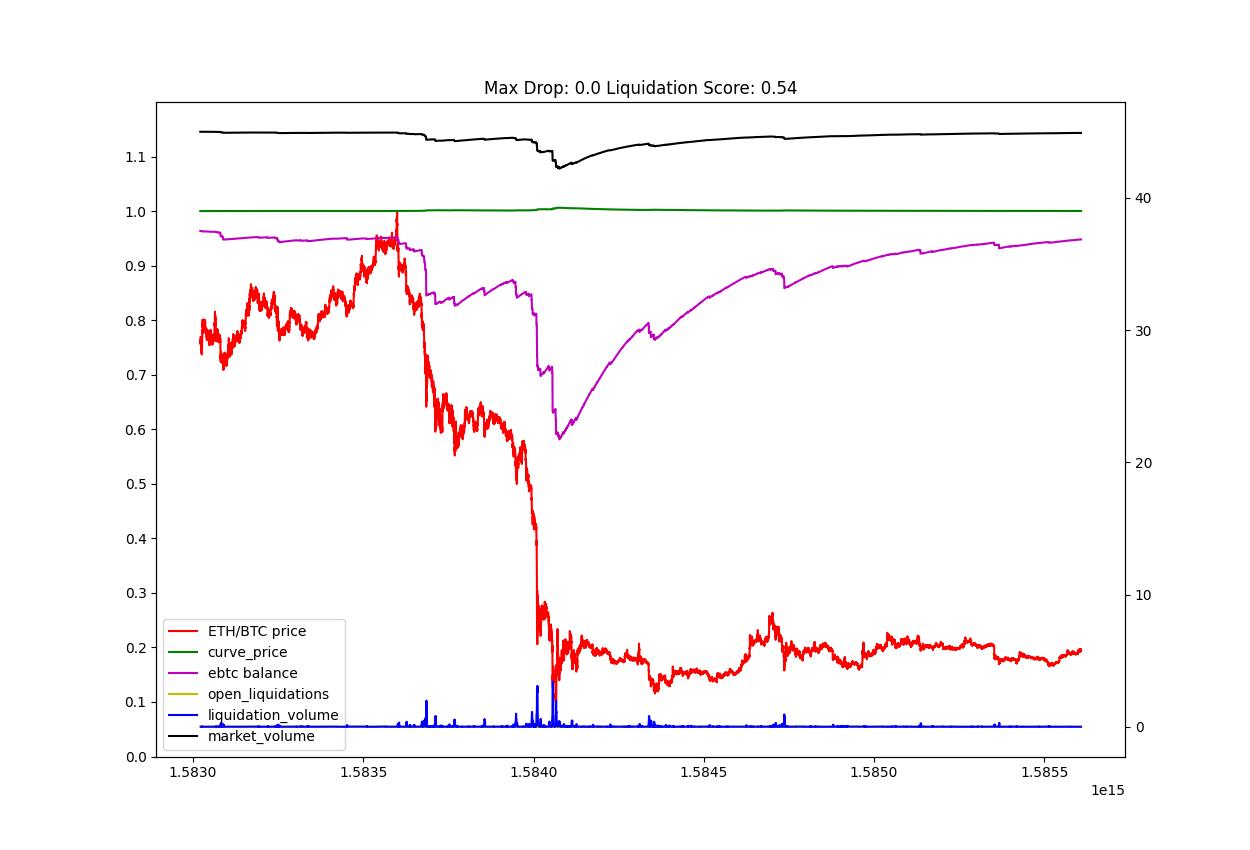 Max Drop: 0.0 Liquidation Score: 0.54
1.1
1.0
0.9
0.8
0.7
0.6
0.5
0.4
0.3
0.2
0.1
0.0
40
30
20
10
0
ETH/BTC price
curve_price
ebtc balance
open_liquidations
liquidation_volume
market_volume
1.5830 1.5835 1.5840 1.5845 1.5850 1.5855
1e15